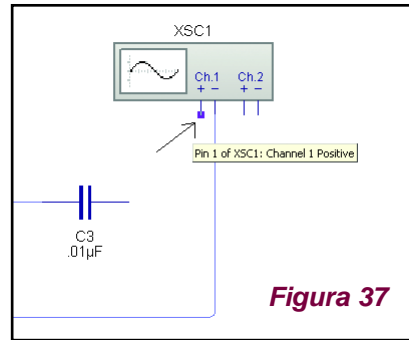 XSC1
Ch.1 Ch.2
+ − + −
Pin 1 of XSC1: Channel 1 Positive
C3
.01µF
Figura 37